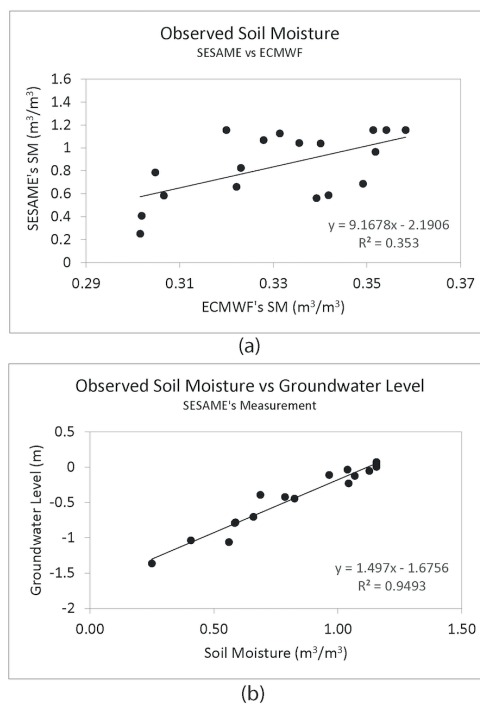 Observed Soil Moisture
SESAME vs ECMWF
SESAME's SM (m³/m³)
1.6
1.4
1.2
1
0.8
0.6
0.4
0.2
0
y = 9.1678x - 2.1906
R² = 0.353
0.29 0.31 0.33 0.35 0.37
ECMWF's SM (m³/m³)
(a)
Observed Soil Moisture vs Groundwater Level
SESAME's Measurement
Groundwater Level (m)
0.5
0
-0.5
-1
-1.5
-2
y = 1.497x - 1.6756
R² = 0.9493
0.00 0.50 1.00 1.50
Soil Moisture (m³/m³)
(b)